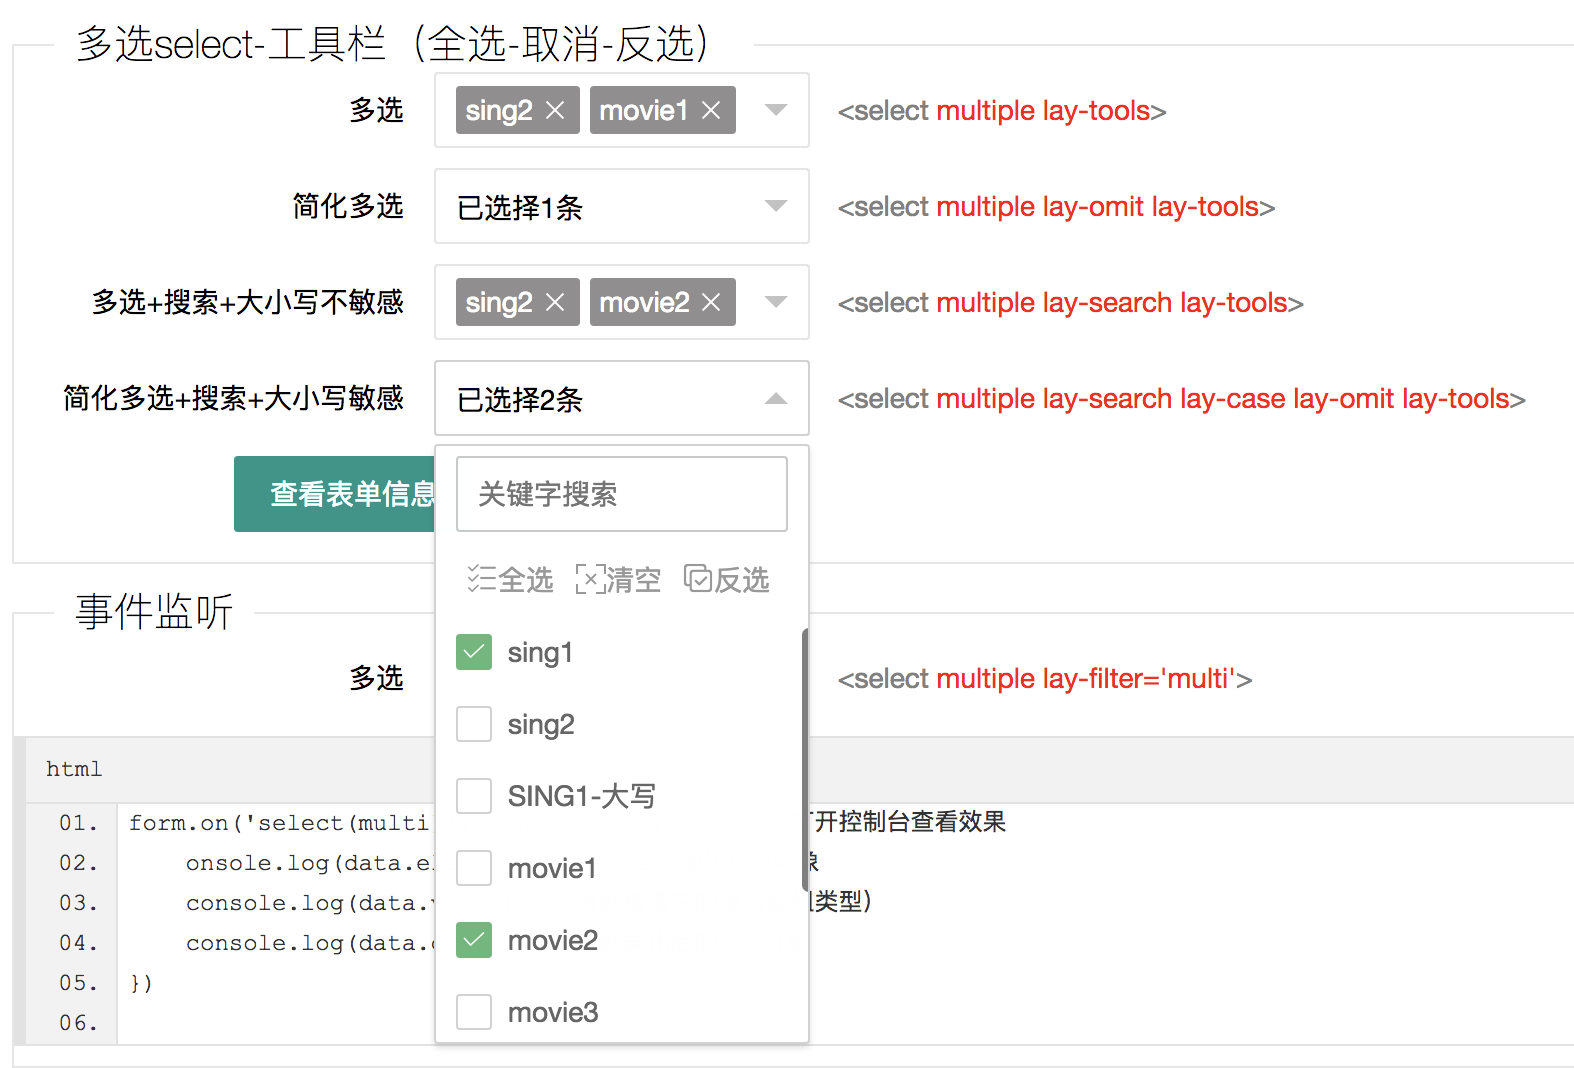 多选select-工具栏（全选-取消-反选）
多选 sing2 movie1 <select multiple lay-tools>
简化多选 已选择1条 <select multiple lay-omit lay-tools>
多选+搜索+大小写不敏感 sing2 movie2 <select multiple lay-search lay-tools>
简化多选+搜索+大小写敏感 已选择2条 <select multiple lay-search lay-case lay-omit lay-tools>
查看表单信息
关键字搜索
全选 清空 反选
sing1
sing2
SING1-大写
movie1
movie2
movie3
事件监听
多选 <select multiple lay-filter='multi'>
html
01. form.on('select(multi 开控制台查看效果
02. onsole.log(data.e
03. console.log(data. 类型）
04. console.log(data.
05. })
06.